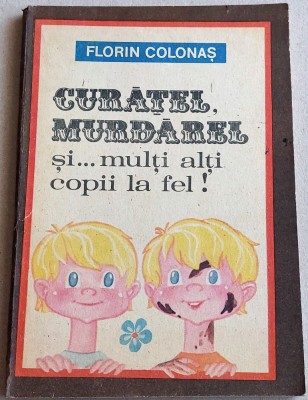 FLORIN COLONAȘ
CURĂȚEL,
MURDĂREL
și... mulți alți
copii la fel!